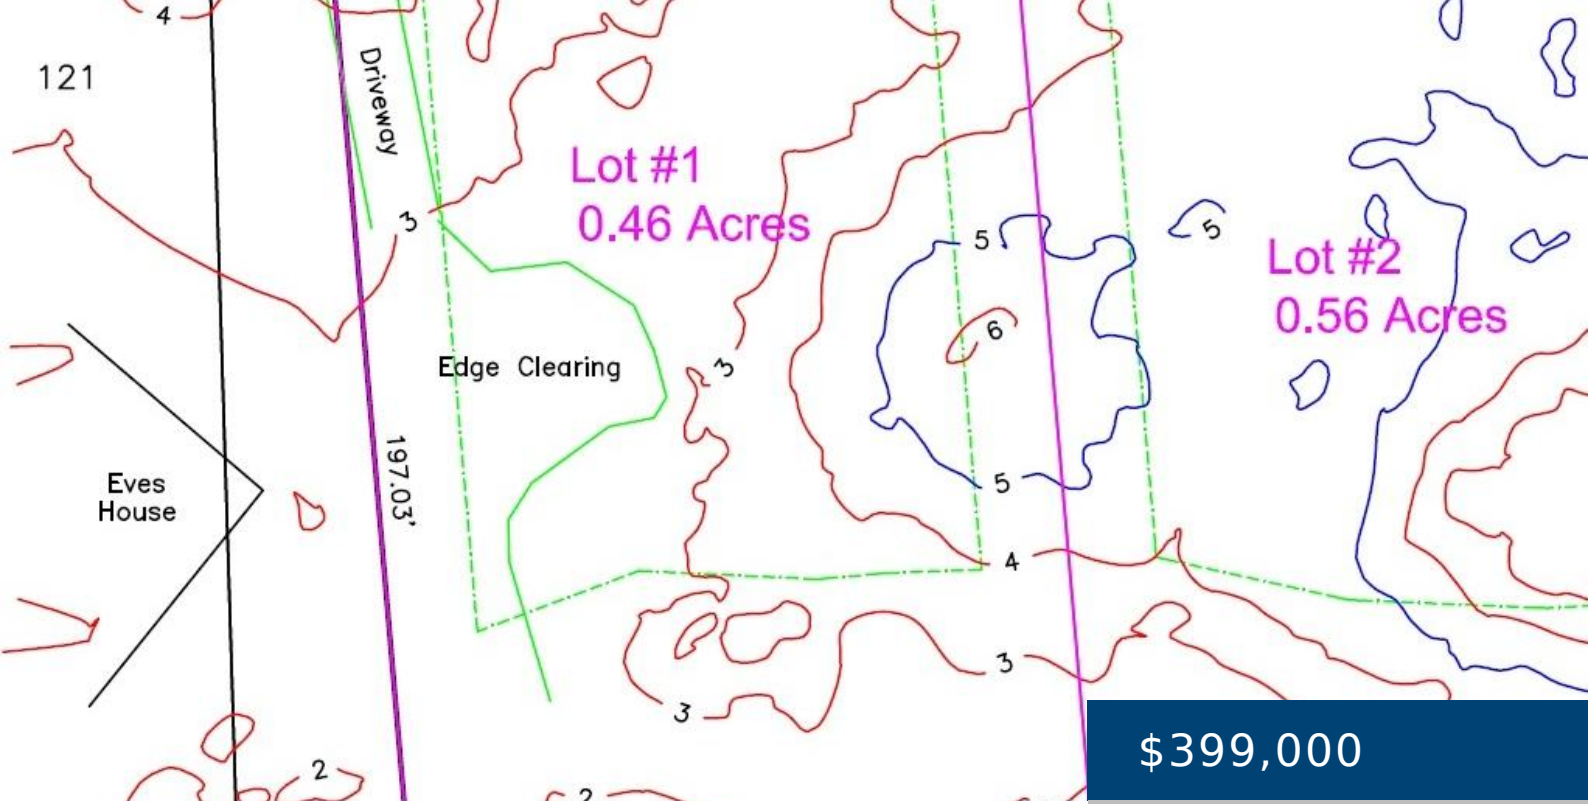 4
121
Driveway
Lot #1
0.46 Acres
3
5
5
Lot #2
0.56 Acres
6
Edge Clearing
3
197.03'
Eves
House
5
4
3
3
2
2
$399,000